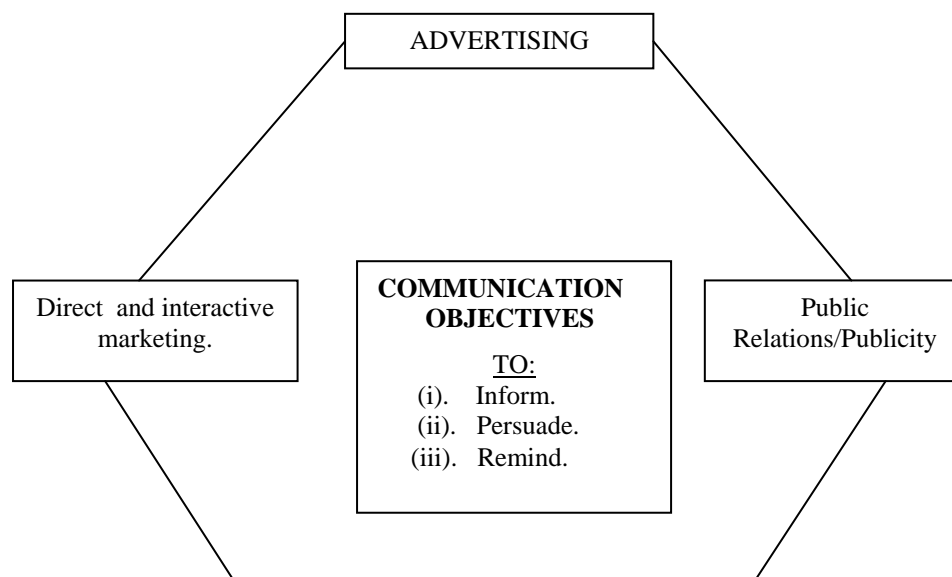 ADVERTISING
Direct and interactive
marketing.
COMMUNICATION
OBJECTIVES
TO:
(i). Inform.
(ii). Persuade.
(iii). Remind.
Public
Relations/Publicity